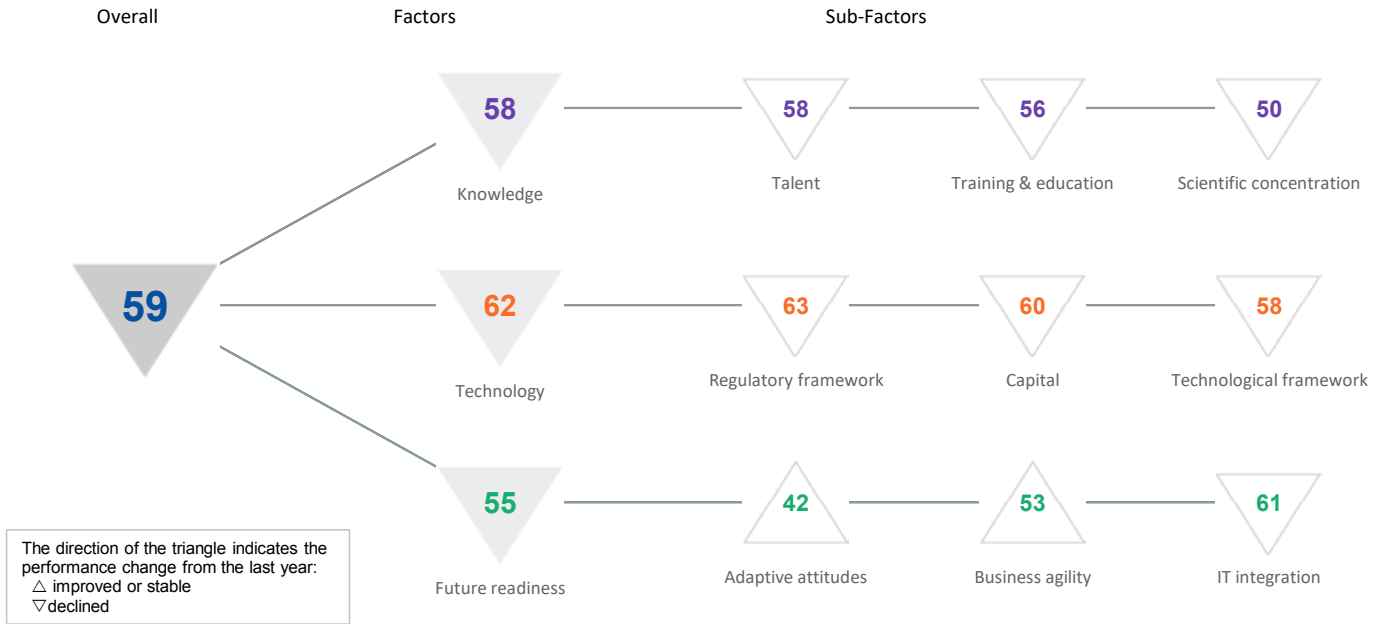 Overall
Factors
Sub-Factors
58
58
56
50
Knowledge
Talent
Training & education
Scientific concentration
59
62
63
60
58
Technology
Regulatory framework
Capital
Technological framework
55
42
53
61
Future readiness
Adaptive attitudes
Business agility
IT integration
The direction of the triangle indicates the
performance change from the last year:
△ improved or stable
▽declined